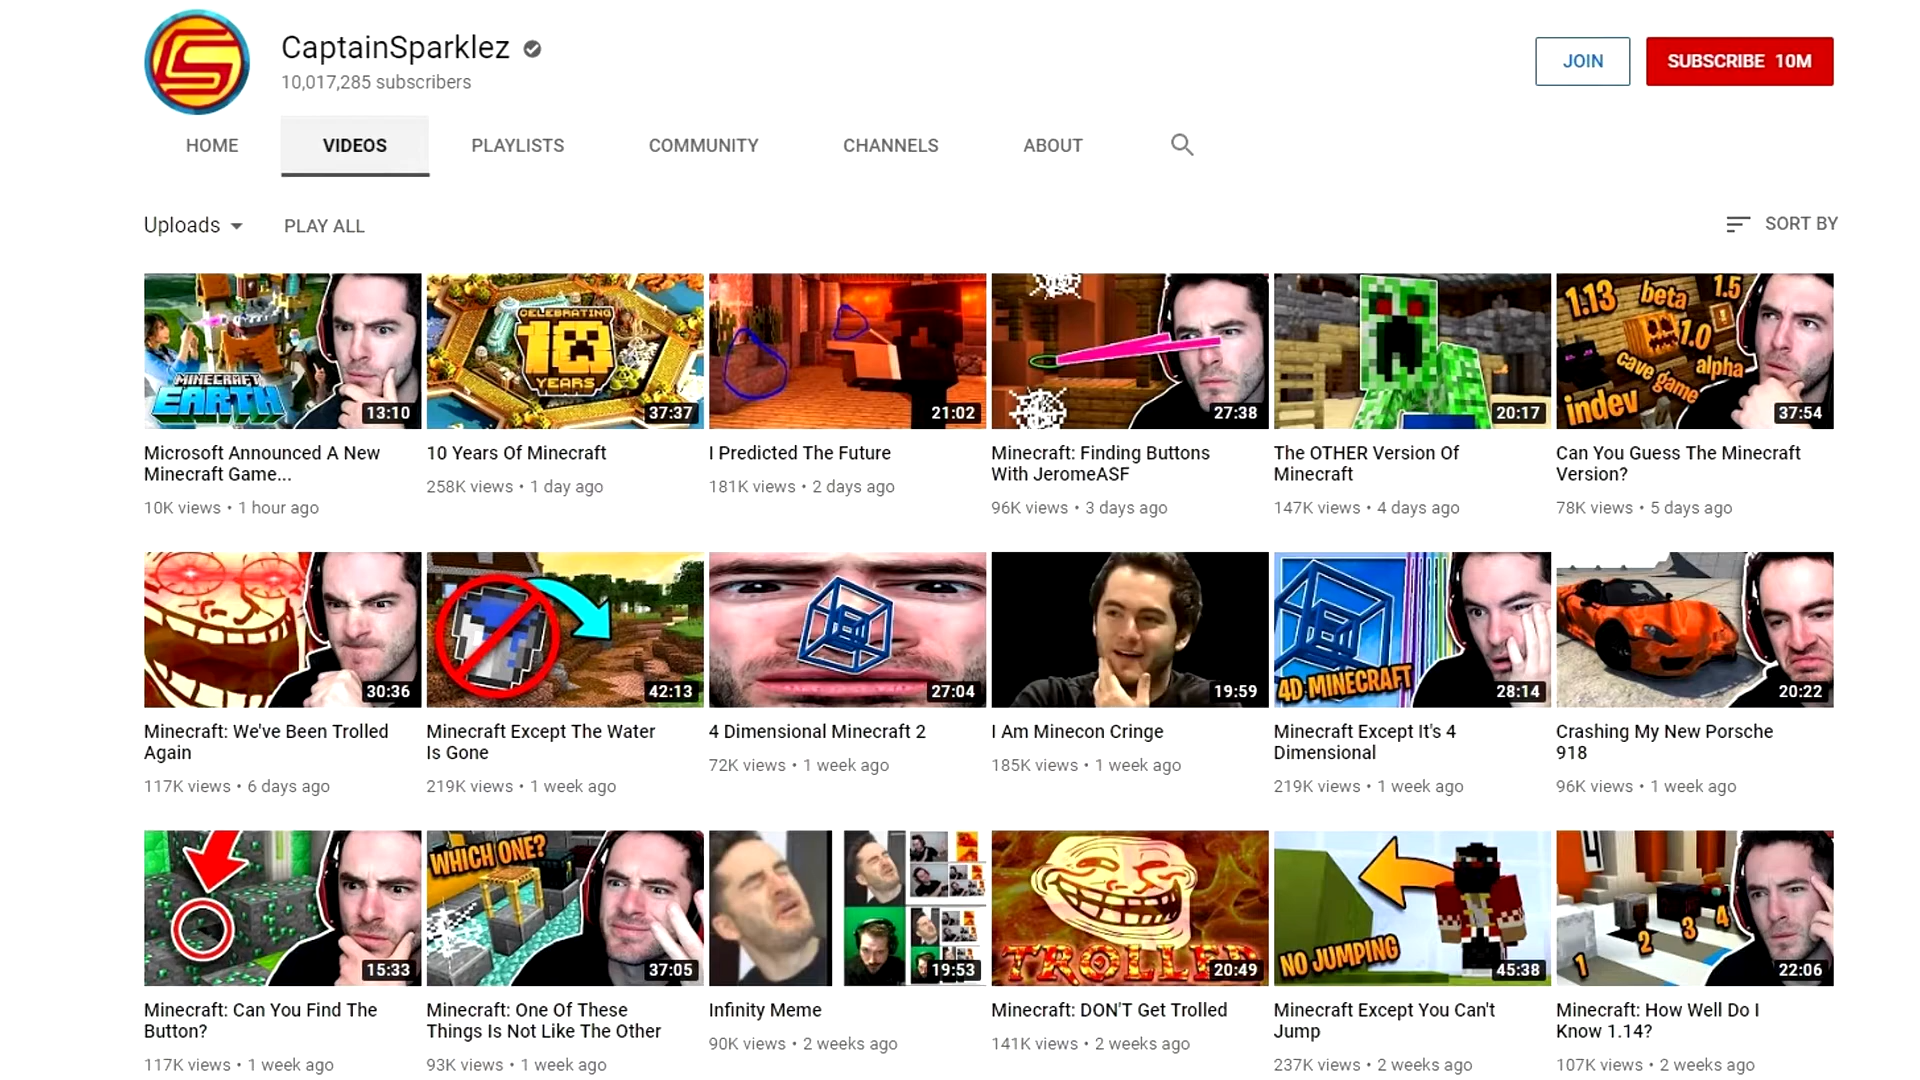 CaptainSparklez
10,017,285 subscribers
JOIN
SUBSCRIBE 10M
HOME
VIDEOS
PLAYLISTS
COMMUNITY
CHANNELS
ABOUT
Uploads
PLAY ALL
SORT BY
MINECRAFT
EARTH
13:10
CELEBRATING
10
YEARS
37:37
21:02
27:38
20:17
1.13
beta
1.5
1.0
cave game
alpha
indev
37:54
Microsoft Announced A New
Minecraft Game...
10K views • 1 hour ago
10 Years Of Minecraft
258K views • 1 day ago
I Predicted The Future
181K views • 2 days ago
Minecraft: Finding Buttons
With JeromeASF
96K views • 3 days ago
The OTHER Version Of
Minecraft
147K views • 4 days ago
Can You Guess The Minecraft
Version?
78K views • 5 days ago
30:36
42:13
27:04
19:59
4D MINECRAFT
28:14
20:22
Minecraft: We've Been Trolled
Again
117K views • 6 days ago
Minecraft Except The Water
Is Gone
219K views • 1 week ago
4 Dimensional Minecraft 2
72K views • 1 week ago
I Am Minecon Cringe
185K views • 1 week ago
Minecraft Except It's 4
Dimensional
219K views • 1 week ago
Crashing My New Porsche
918
96K views • 1 week ago
15:33
WHICH ONE?
37:05
19:53
TROLLED
20:49
NO JUMPING
45:38
1
2
3
4
22:06
Minecraft: Can You Find The
Button?
117K views • 1 week ago
Minecraft: One Of These
Things Is Not Like The Other
93K views • 1 week ago
Infinity Meme
90K views • 2 weeks ago
Minecraft: DON'T Get Trolled
141K views • 2 weeks ago
Minecraft Except You Can't
Jump
237K views • 2 weeks ago
Minecraft: How Well Do I
Know 1.14?
107K views • 2 weeks ago